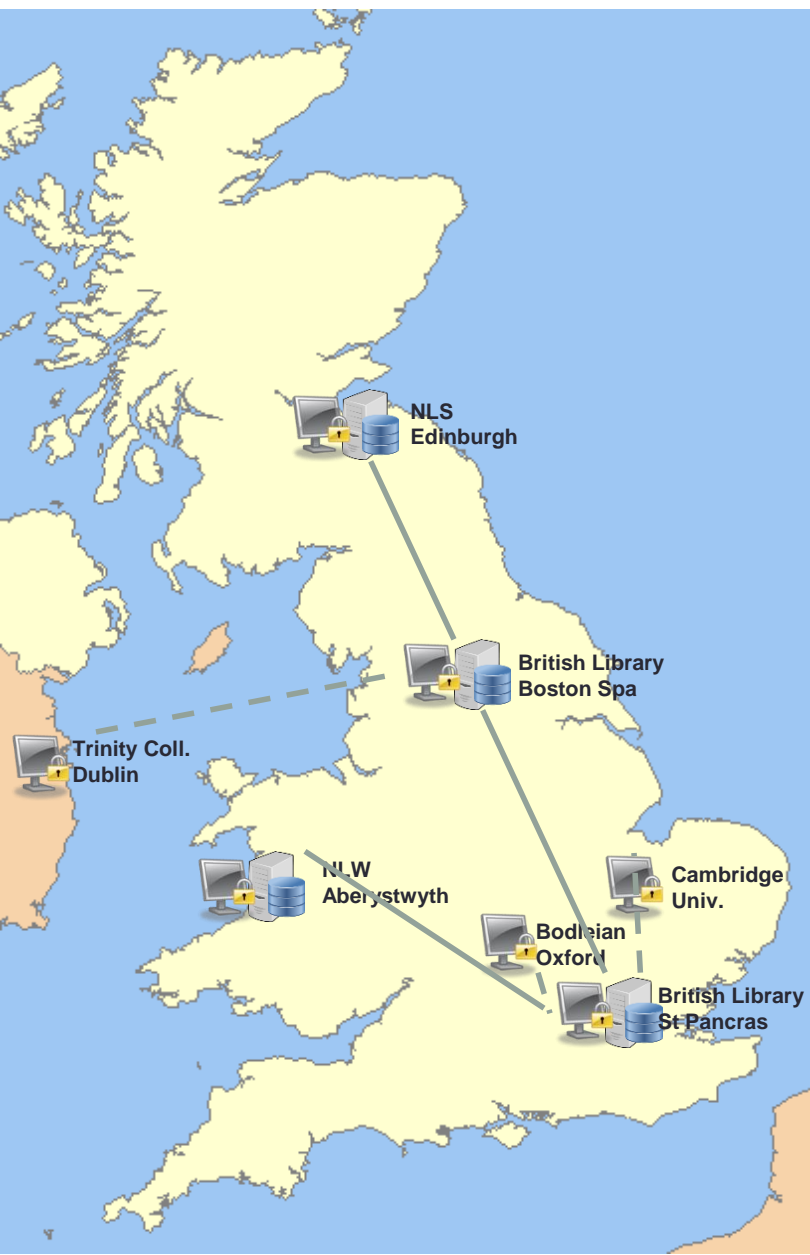 NLS
Edinburgh
British Library
Boston Spa
Trinity Coll.
Dublin
NLW
Aberystwyth
Cambridge
Univ.
Bodleian
Oxford
British Library
St Pancras